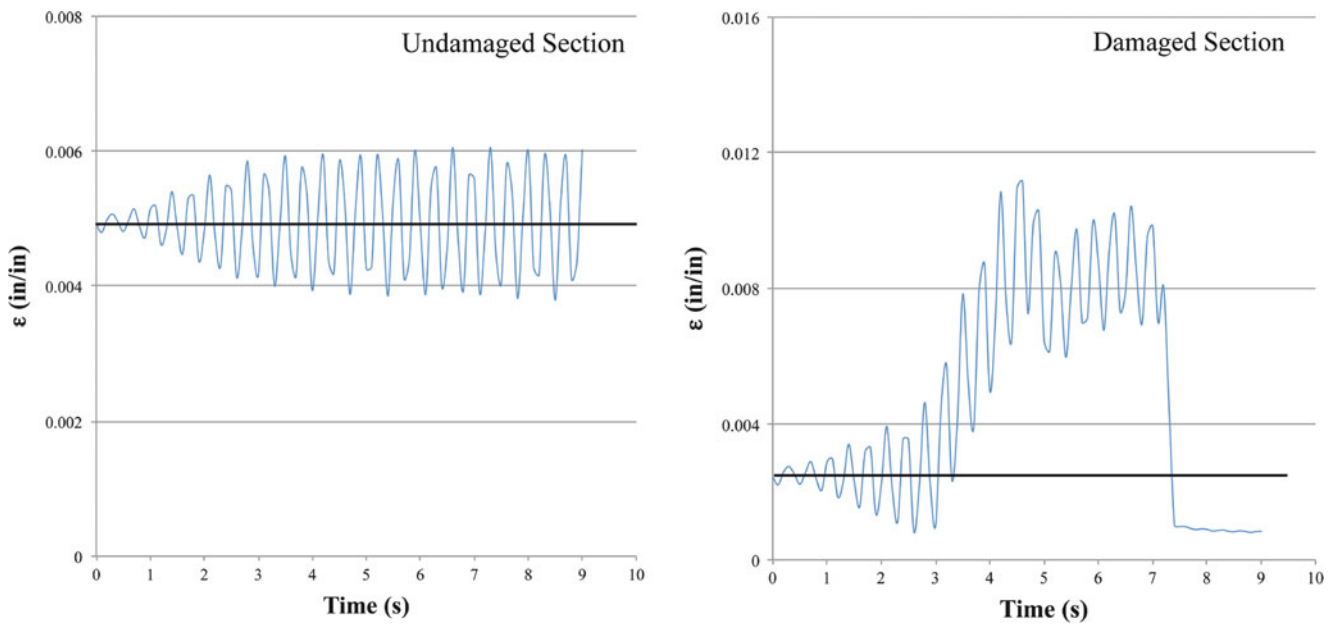 Undamaged Section
0.008
0.006
0.004
0.002
0
ε (in/in)
0 1 2 3 4 5 6 7 8 9 10
Time (s)
Damaged Section
0.016
0.012
0.008
0.004
0
ε (in/in)
0 1 2 3 4 5 6 7 8 9 10
Time (s)